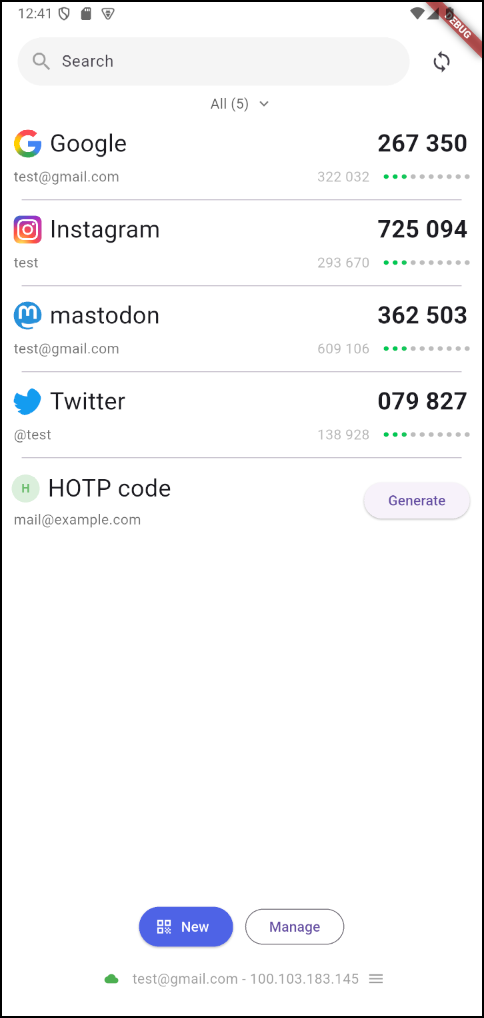 12:41
DEBUG
Search
All (5)
Google 267 350
test@gmail.com 322 032
Instagram 725 094
test 293 670
mastodon 362 503
test@gmail.com 609 106
Twitter 079 827
@test 138 928
H HOTP code
Generate
mail@example.com
New Manage
test@gmail.com - 100.103.183.145